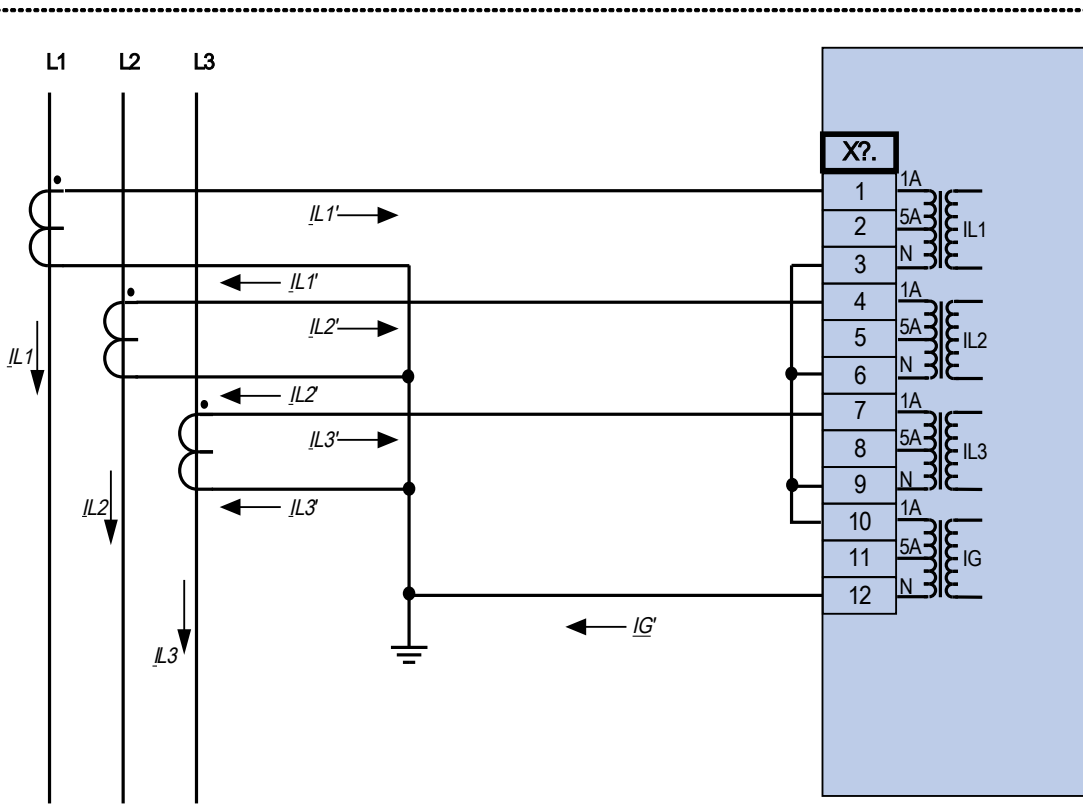 L1 L2 L3
X?.
1 1A
IL1' 2 5A IL1
3 N
IL1'
4 1A
IL2' 5 5A IL2
IL1
6 N
IL2'
7 1A
IL3' 8 5A IL3
9 N
IL3'
IL2
10 1A
11 5A IG
12 N
IG'
IL3